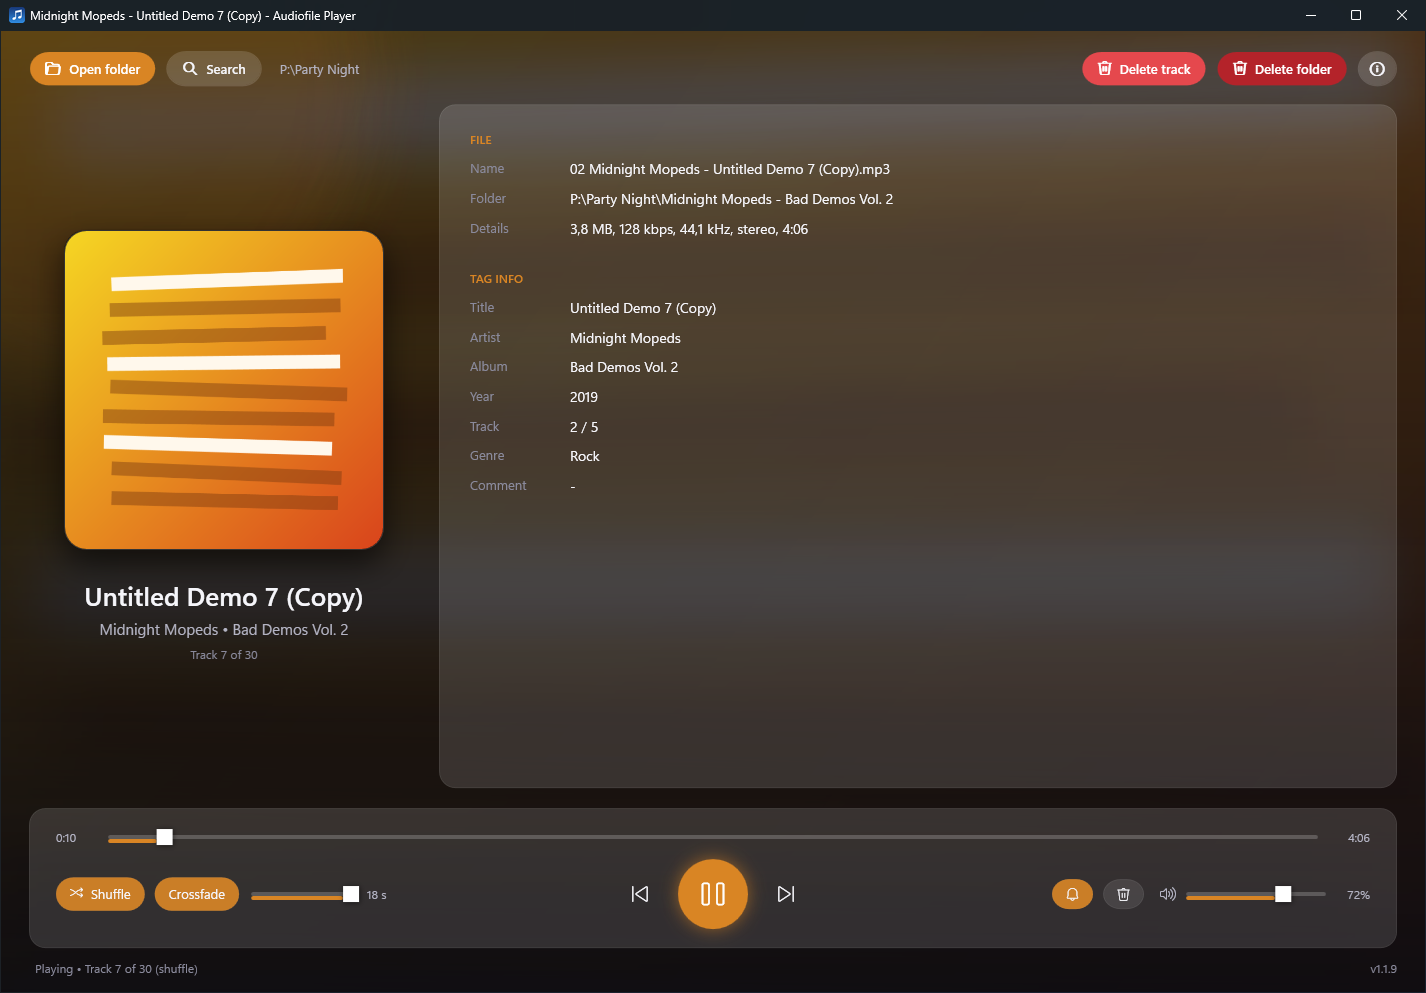 Midnight Mopeds - Untitled Demo 7 (Copy) - Audiofile Player
Open folder
Search
P:\Party Night
Delete track
Delete folder
FILE
Name 02 Midnight Mopeds - Untitled Demo 7 (Copy).mp3
Folder P:\Party Night\Midnight Mopeds - Bad Demos Vol. 2
Details 3,8 MB, 128 kbps, 44,1 kHz, stereo, 4:06
TAG INFO
Title Untitled Demo 7 (Copy)
Artist Midnight Mopeds
Album Bad Demos Vol. 2
Year 2019
Track 2 / 5
Genre Rock
Comment -
Untitled Demo 7 (Copy)
Midnight Mopeds • Bad Demos Vol. 2
Track 7 of 30
0:10
4:06
Shuffle
Crossfade
18 s
72%
Playing • Track 7 of 30 (shuffle)
v1.1.9